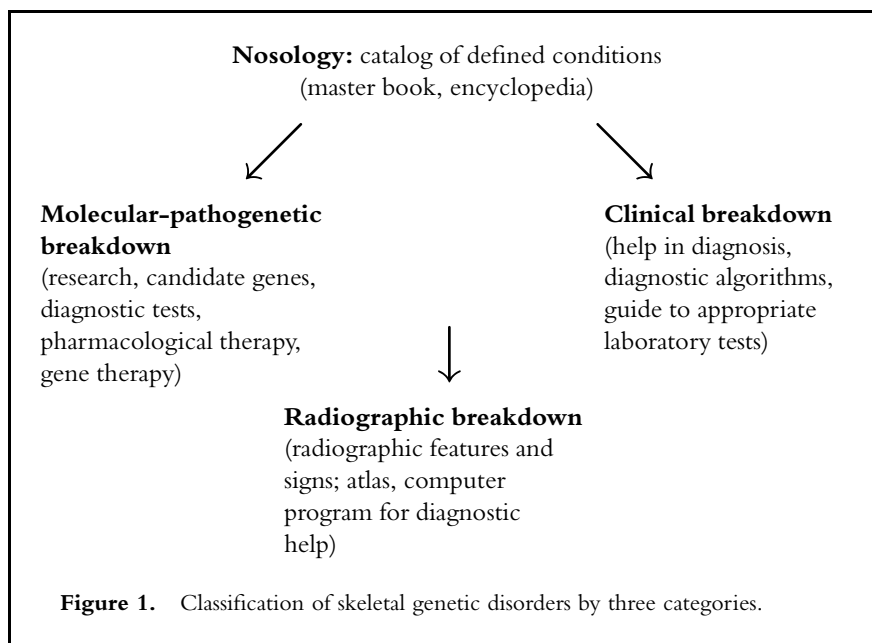 Nosology: catalog of defined conditions
(master book, encyclopedia)
Molecular-pathogenetic
breakdown
(research, candidate genes,
diagnostic tests,
pharmacological therapy,
gene therapy)
Clinical breakdown
(help in diagnosis,
diagnostic algorithms,
guide to appropriate
laboratory tests)
Radiographic breakdown
(radiographic features and
signs; atlas, computer
program for diagnostic
help)
Figure 1. Classification of skeletal genetic disorders by three categories.